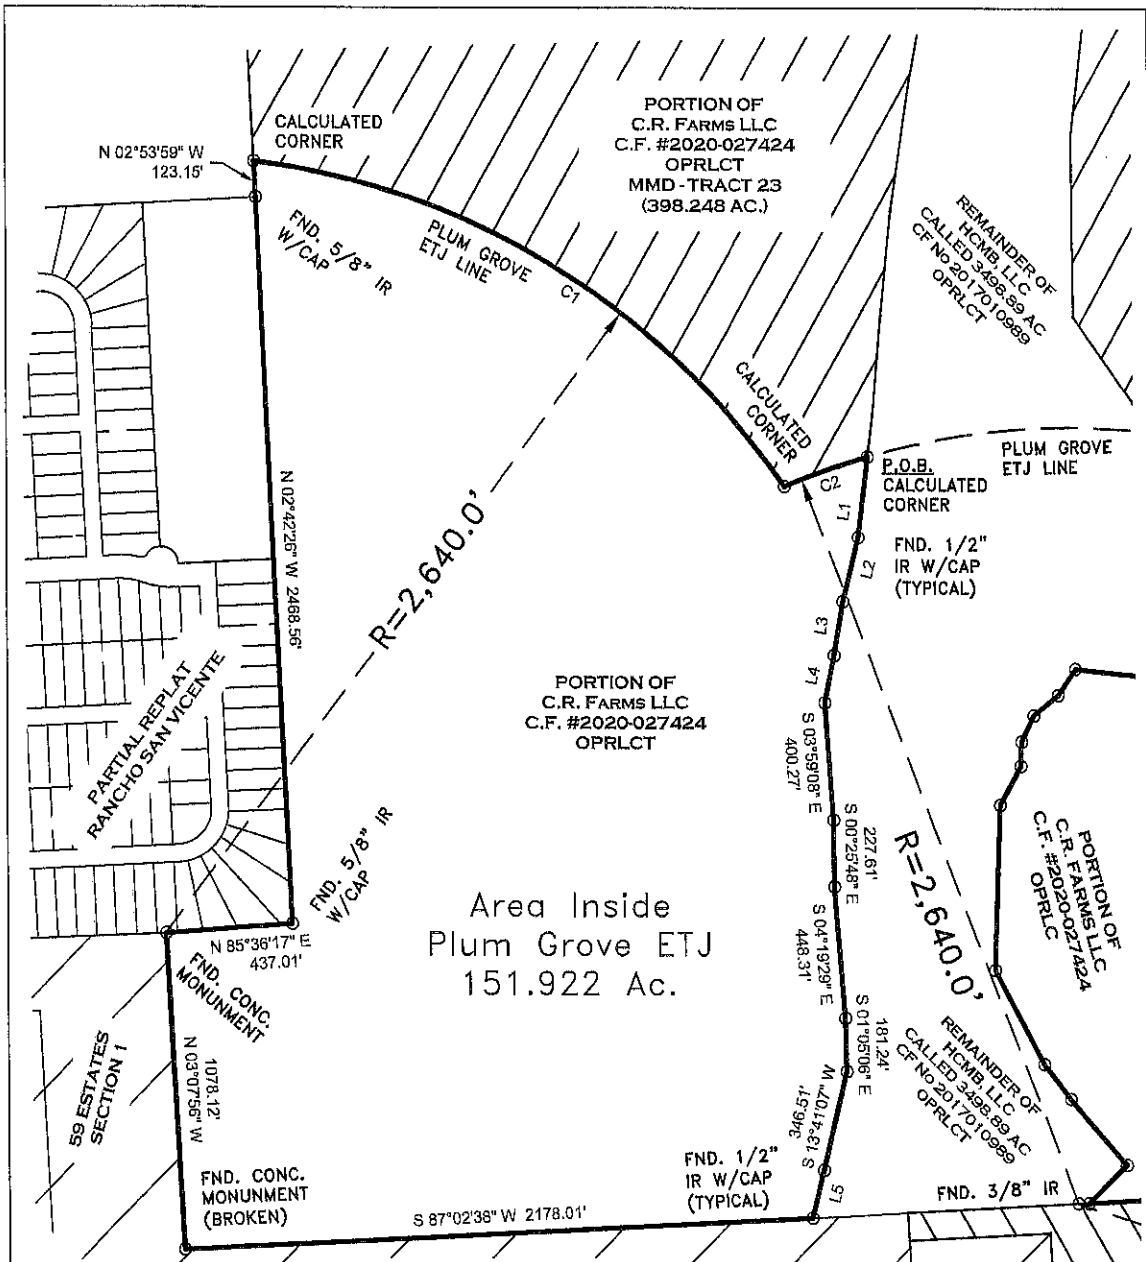 CALCULATED
CORNER
N 02°53'59" W
123.15'
PORTION OF
C.R. FARMS LLC
C.F. #2020-027424
OPRLCT
MMD - TRACT 23
(398.248 AC.)
REMAINDER OF
HCMB, LLC
CALLED 3498.89 AC
CF No 2017010989
OPRLCT
FND. 5/8" IR
W/CAP
PLUM GROVE
ETJ LINE
C1
CALCULATED
CORNER
C2
P.O.B.
CALCULATED
CORNER
PLUM GROVE
ETJ LINE
L1
FND. 1/2"
IR W/CAP
(TYPICAL)
L2
L3
L4
N 02°42'26" W 2468.56'
R=2,640.0'
PORTION OF
C.R. FARMS LLC
C.F. #2020-027424
OPRLCT
PARTIAL REPLAT
RANCHO SAN VICENTE
S 03°59'08" E
400.27'
227.61'
S 00°25'48" E
FND. 5/8" IR
W/CAP
R=2,640.0'
PORTION OF
C.R. FARMS LLC
C.F. #2020-027424
OPRLC
Area Inside
Plum Grove ETJ
151.922 Ac.
N 85°36'17" E
437.01'
FND. CONC.
MONUNMENT
S 04°19'29" E
448.31'
181.24'
S 01°05'06" E
REMAINDER OF
HCMB, LLC
CALLED 3498.89 AC
CF No 2017010989
OPRLCT
59 ESTATES
SECTION 1
1078.12'
N 03°07'56" W
346.51'
S 13°41'07" W
FND. CONC.
MONUNMENT
(BROKEN)
FND. 1/2"
IR W/CAP
(TYPICAL)
L5
FND. 3/8" IR
S 87°02'38" W 2178.01'